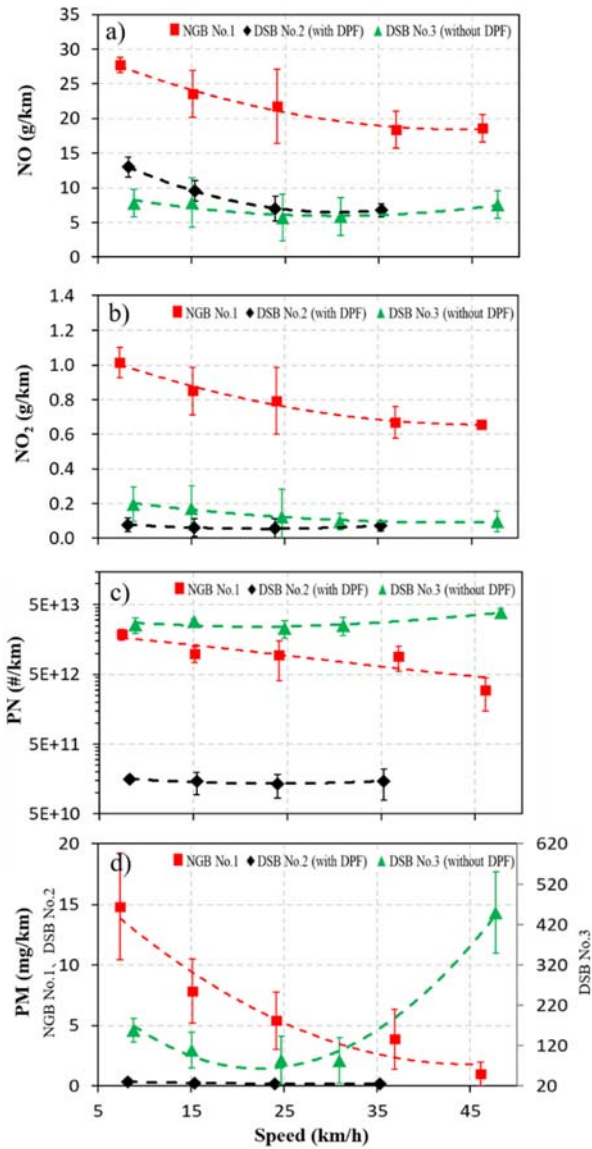 a)
NGB No.1 DSB No.2 (with DPF) DSB No.3 (without DPF)
NO (g/km)
35
30
25
20
15
10
5
0
b)
NGB No.1 DSB No.2 (with DPF) DSB No.3 (without DPF)
NO₂ (g/km)
1.4
1.2
1.0
0.8
0.6
0.4
0.2
0.0
c)
NGB No.1 DSB No.2 (with DPF) DSB No.3 (without DPF)
PN (#/km)
5E+13
5E+12
5E+11
5E+10
d)
NGB No.1 DSB No.2 (with DPF) DSB No.3 (without DPF)
PM (mg/km)
NGB No.1、DSB No.2
20
15
10
5
0
620
520
420
320
220
120
20
DSB No.3
5 15 25 35 45
Speed (km/h)